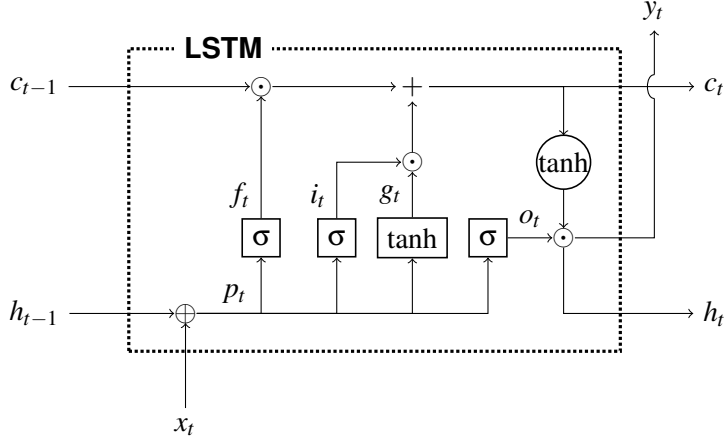 y_t
LSTM
c_{t−1}
c_t
+
tanh
f_t
i_t
g_t
o_t
σ
σ
tanh
σ
p_t
h_{t−1}
h_t
x_t